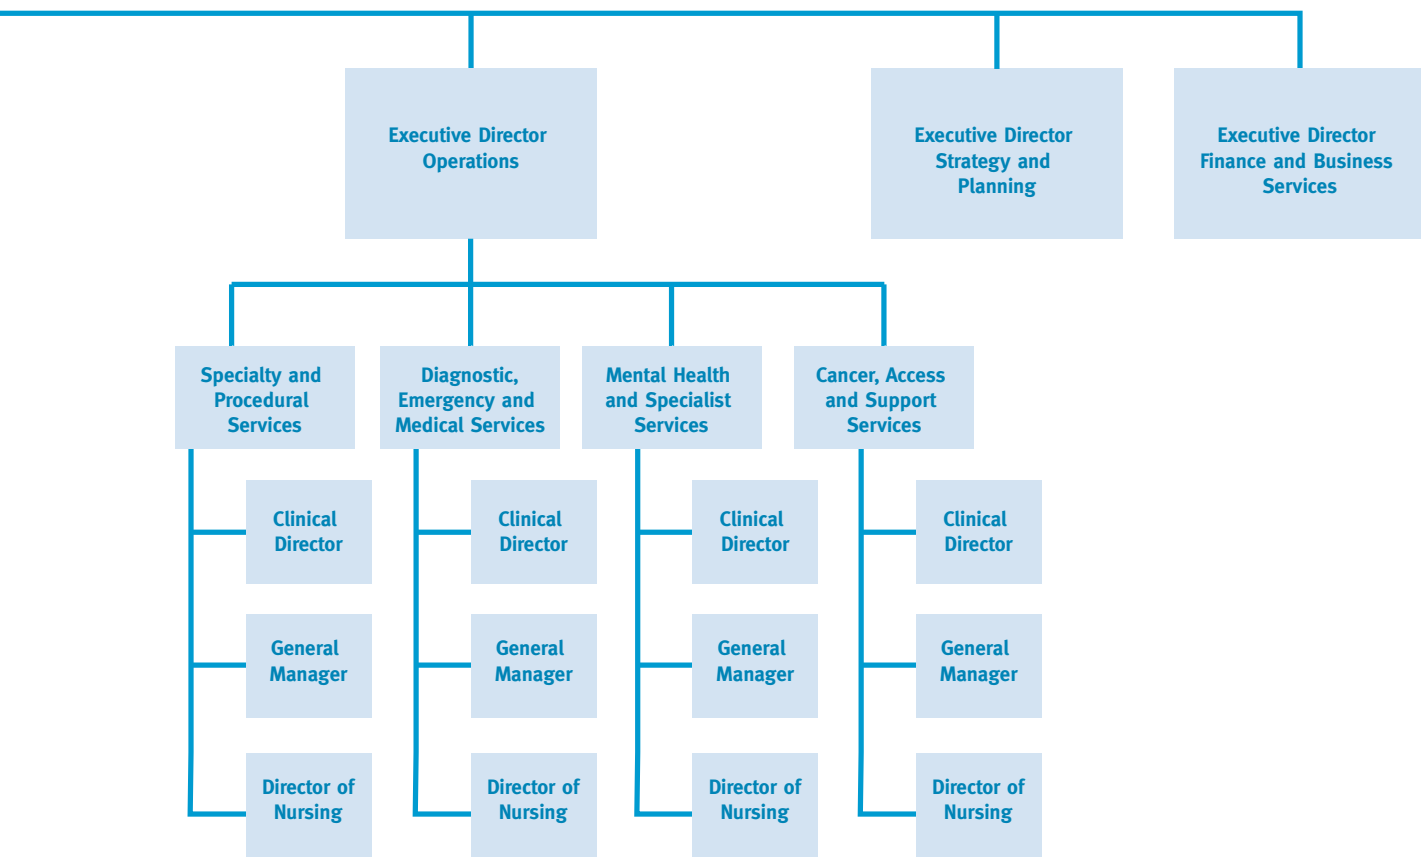 Executive Director
Operations
Executive Director
Strategy and
Planning
Executive Director
Finance and Business
Services
Specialty and
Procedural
Services
Diagnostic,
Emergency and
Medical Services
Mental Health
and Specialist
Services
Cancer, Access
and Support
Services
Clinical
Director
Clinical
Director
Clinical
Director
Clinical
Director
General
Manager
General
Manager
General
Manager
General
Manager
Director of
Nursing
Director of
Nursing
Director of
Nursing
Director of
Nursing